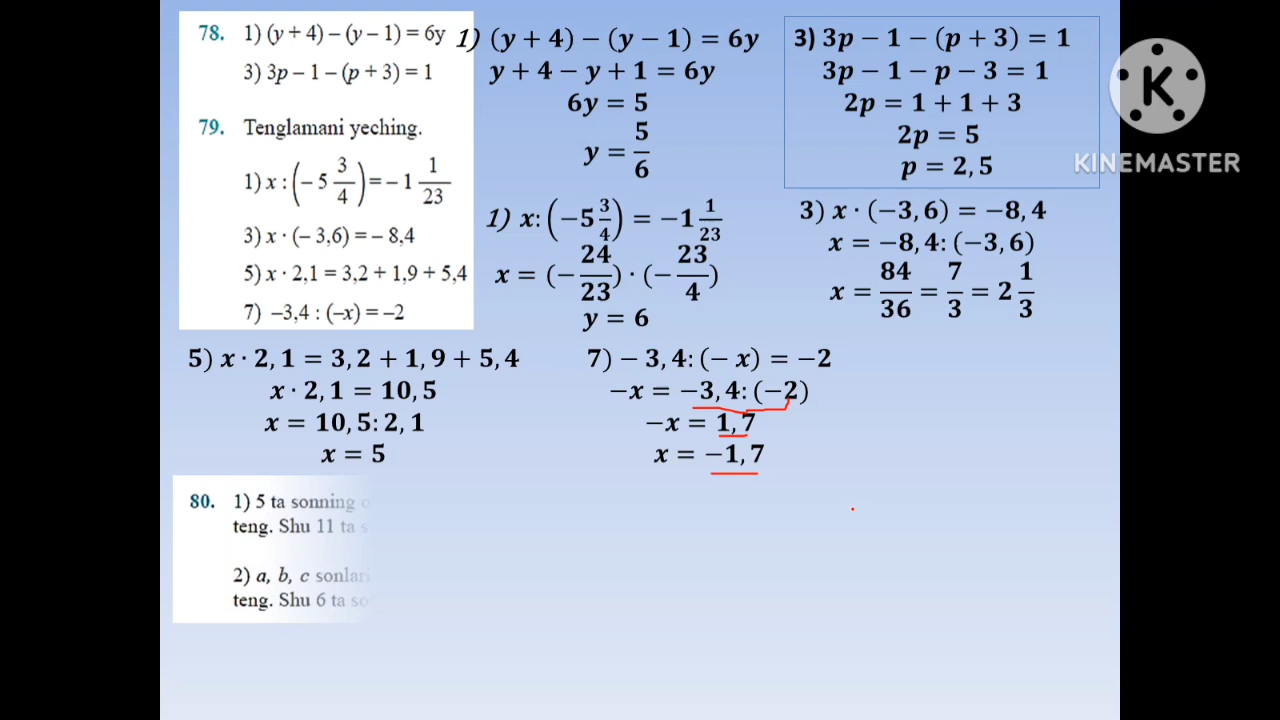 78. 1) (y + 4) – (y – 1) = 6y
3) 3p – 1 – (p + 3) = 1
79. Tenglamani yeching.
1) x : (– 5 3/4) = – 1 1/23
3) x · (– 3,6) = – 8,4
5) x · 2,1 = 3,2 + 1,9 + 5,4
7) –3,4 : (–x) = –2
1) (y + 4) − (y − 1) = 6y
y + 4 − y + 1 = 6y
6y = 5
y = 5/6
3) 3p − 1 − (p + 3) = 1
3p − 1 − p − 3 = 1
2p = 1 + 1 + 3
2p = 5
p = 2,5
KINEMASTER
1) x: (−5 3/4) = −1 1/23
x = (− 24/23) · (− 23/4)
y = 6
3) x · (−3,6) = −8,4
x = −8,4: (−3,6)
x = 84/36 = 7/3 = 2 1/3
5) x · 2,1 = 3,2 + 1,9 + 5,4
x · 2,1 = 10,5
x = 10,5: 2,1
x = 5
7) − 3,4: (− x) = −2
−x = −3,4: (−2)
−x = 1,7
x = −1,7
80. 1) 5 ta sonning
teng. Shu 11 ta
2) a, b, c
teng. Shu 6 ta